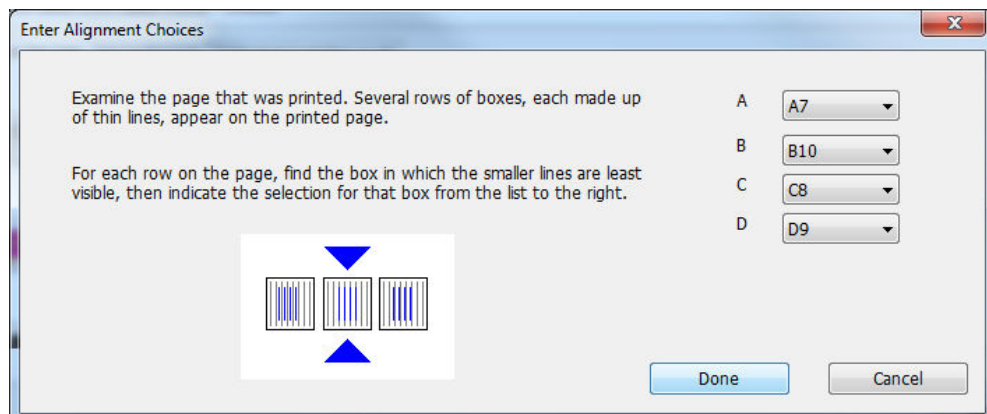 Enter Alignment Choices
Examine the page that was printed. Several rows of boxes, each made up
of thin lines, appear on the printed page.
For each row on the page, find the box in which the smaller lines are least
visible, then indicate the selection for that box from the list to the right.
A A7
B B10
C C8
D D9
Done Cancel